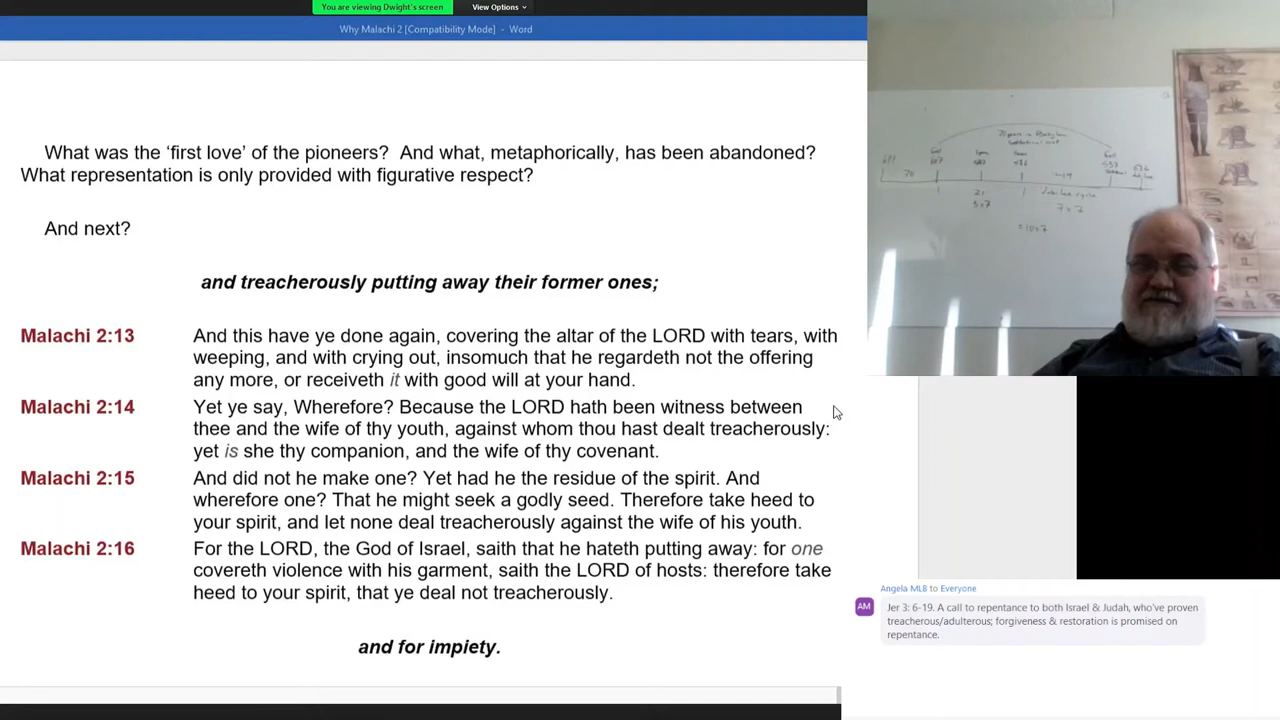 You are viewing Dwight's screen
View Options
Why Malachi 2 [Compatibility Mode] - Word
What was the 'first love' of the pioneers? And what, metaphorically, has been abandoned?
What representation is only provided with figurative respect?
And next?
and treacherously putting away their former ones;
Malachi 2:13 And this have ye done again, covering the altar of the LORD with tears, with
weeping, and with crying out, insomuch that he regardeth not the offering
any more, or receiveth it with good will at your hand.
Malachi 2:14 Yet ye say, Wherefore? Because the LORD hath been witness between
thee and the wife of thy youth, against whom thou hast dealt treacherously:
yet is she thy companion, and the wife of thy covenant.
Malachi 2:15 And did not he make one? Yet had he the residue of the spirit. And
wherefore one? That he might seek a godly seed. Therefore take heed to
your spirit, and let none deal treacherously against the wife of his youth.
Malachi 2:16 For the LORD, the God of Israel, saith that he hateth putting away: for one
covereth violence with his garment, saith the LORD of hosts: therefore take
heed to your spirit, that ye deal not treacherously.
and for impiety.
Angela MLB to Everyone
AM
Jer 3: 6-19. A call to repentance to both Israel & Judah, who've proven
treacherous/adulterous; forgiveness & restoration is promised on
repentance.